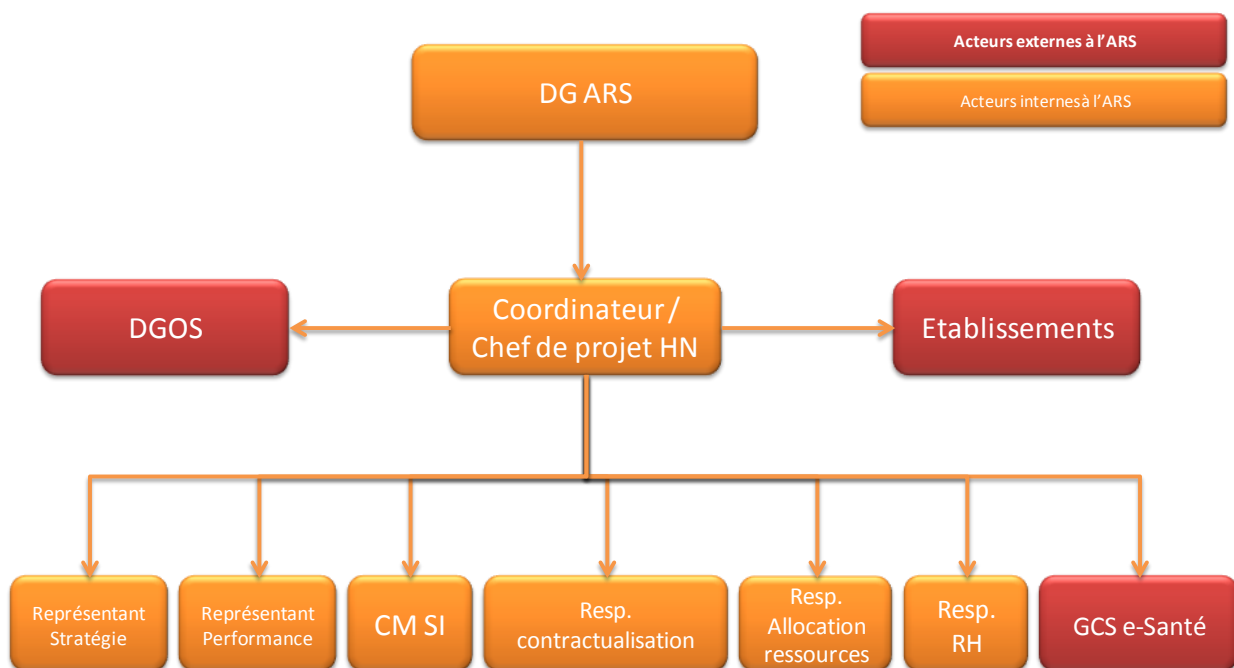 Acteurs externes à l'ARS
DG ARS
Acteurs internes à l'ARS
DGOS
Coordinateur /
Chef de projet HN
Etablissements
Représentant
Stratégie
Représentant
Performance
CM SI
Resp.
contractualisation
Resp.
Allocation
ressources
Resp.
RH
GCS e-Santé